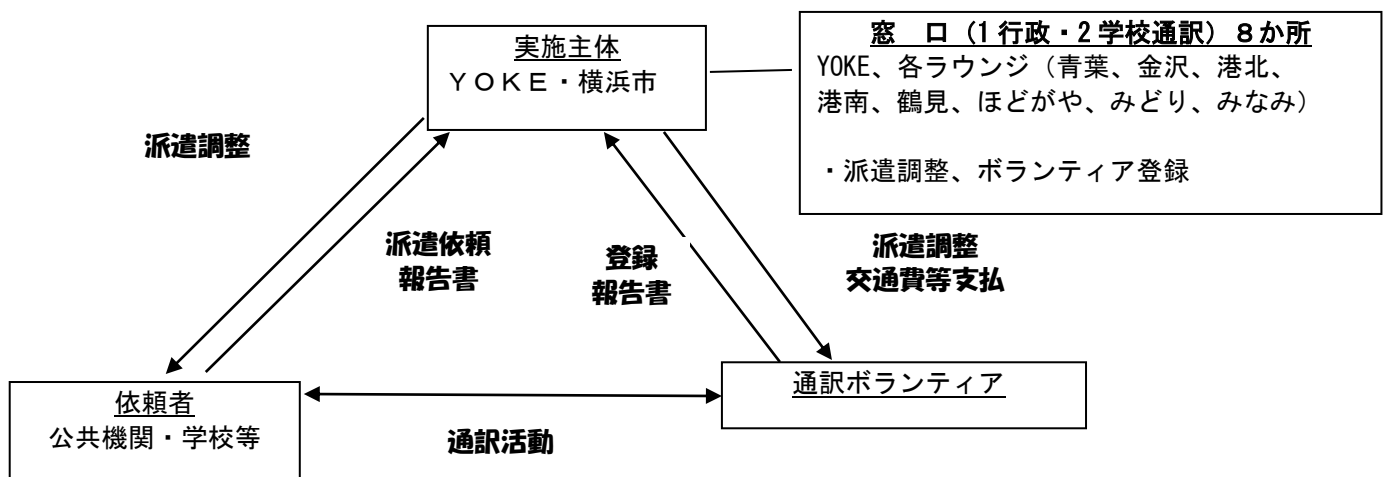 実施主体
ＹＯＫＥ・横浜市
窓　口（1 行政・2 学校通訳）８か所
YOKE、各ラウンジ（青葉、金沢、港北、
港南、鶴見、ほどがや、みどり、みなみ）
・派遣調整、ボランティア登録
派遣調整
派遣依頼
報告書
登録
報告書
派遣調整
交通費等支払
依頼者
公共機関・学校等
通訳活動
通訳ボランティア